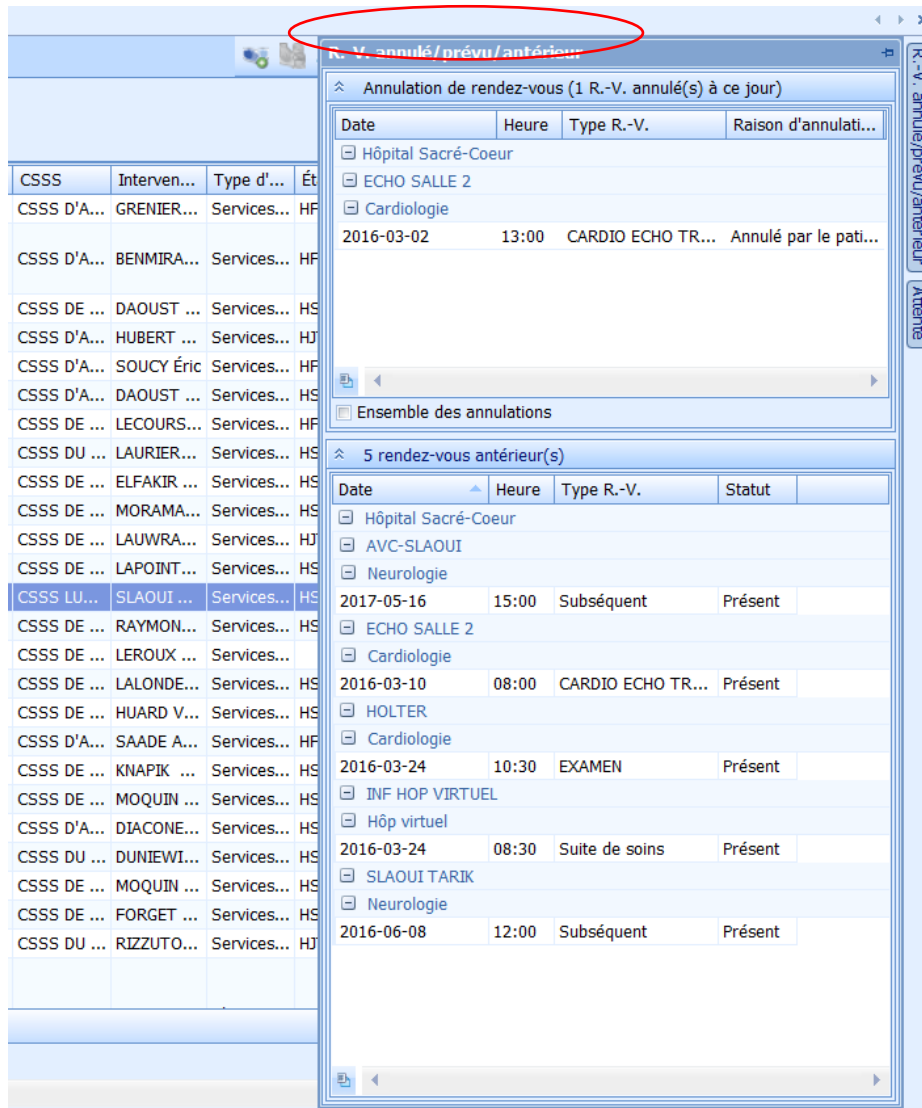 R.-V. annulé/prévu/antérieur
Annulation de rendez-vous (1 R.-V. annulé(s) à ce jour)
Date Heure Type R.-V. Raison d'annulati...
Hôpital Sacré-Coeur
ECHO SALLE 2
Cardiologie
2016-03-02 13:00 CARDIO ECHO TR... Annulé par le pati...
Ensemble des annulations
5 rendez-vous antérieur(s)
Date Heure Type R.-V. Statut
Hôpital Sacré-Coeur
AVC-SLAOUI
Neurologie
2017-05-16 15:00 Subséquent Présent
ECHO SALLE 2
Cardiologie
2016-03-10 08:00 CARDIO ECHO TR... Présent
HOLTER
Cardiologie
2016-03-24 10:30 EXAMEN Présent
INF HOP VIRTUEL
Hôp virtuel
2016-03-24 08:30 Suite de soins Présent
SLAOUI TARIK
Neurologie
2016-06-08 12:00 Subséquent Présent
CSSS Interven... Type d'... Ét
CSSS D'A... GRENIER... Services... HF
CSSS D'A... BENMIRA... Services... HF
CSSS DE ... DAOUST ... Services... HS
CSSS D'A... HUBERT ... Services... HJ
CSSS D'A... SOUCY Éric Services... HF
CSSS D'A... DAOUST ... Services... HS
CSSS DE ... LECOURS... Services... HF
CSSS DU ... LAURIER... Services... HS
CSSS DE ... ELFAKIR ... Services... HS
CSSS DE ... MORAMA... Services... HS
CSSS DE ... LAUWRA... Services... HJ
CSSS DE ... LAPOINT... Services... HS
CSSS LU... SLAOUI ... Services... HS
CSSS DE ... RAYMON... Services... HS
CSSS DE ... LEROUX ... Services...
CSSS DE ... LALONDE... Services... HS
CSSS DE ... HUARD V... Services... HS
CSSS D'A... SAADE A... Services... HF
CSSS DE ... KNAPIK ... Services... HS
CSSS DE ... MOQUIN ... Services... HS
CSSS D'A... DIACONE... Services... HS
CSSS DU ... DUNIEWI... Services... HS
CSSS DE ... MOQUIN ... Services... HS
CSSS DE ... FORGET ... Services... HS
CSSS DU ... RIZZUTO... Services... HJ
R.-V. annulé/prévu/antérieur
Attente